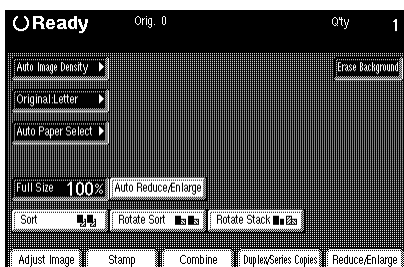 Ready Orig. 0 Q'ty 1
Auto Image Density Erase Background
Original:Letter
Auto Paper Select
Full Size 100% Auto Reduce/Enlarge
Sort Rotate Sort Rotate Stack
Adjust Image Stamp Combine Duplex/Series Copies Reduce/Enlarge